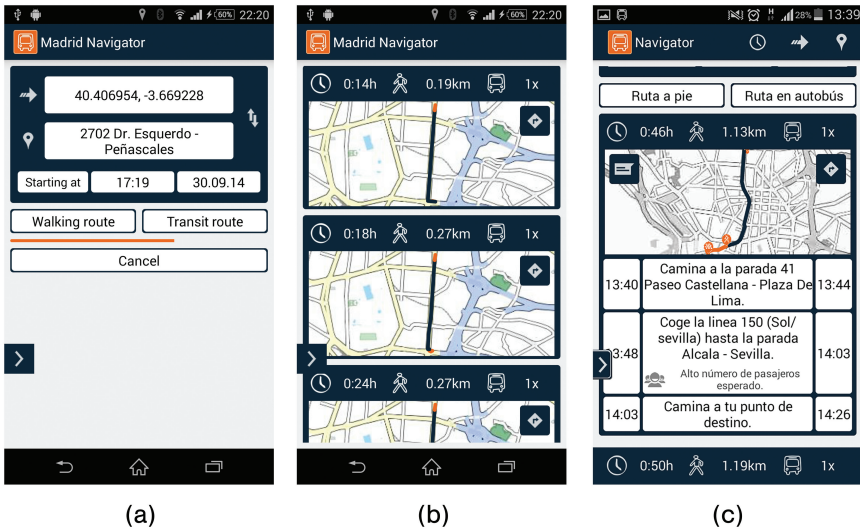 60% 22:20
Madrid Navigator
40.406954, -3.669228
2702 Dr. Esquerdo -
Peñascales
Starting at 17:19 30.09.14
Walking route Transit route
Cancel
(a)
60% 22:20
Madrid Navigator
0:14h 0.19km 1x
0:18h 0.27km 1x
0:24h 0.27km 1x
(b)
H 28% 13:39
Navigator
Ruta a pie Ruta en autobús
0:46h 1.13km 1x
13:40 Camina a la parada 41 13:44
Paseo Castellana - Plaza De
Lima.
Coge la linea 150 (Sol/
sevilla) hasta la parada
3:48 Alcala - Sevilla. 14:03
Alto número de pasajeros
esperado.
14:03 Camina a tu punto de 14:26
destino.
0:50h 1.19km 1x
(c)